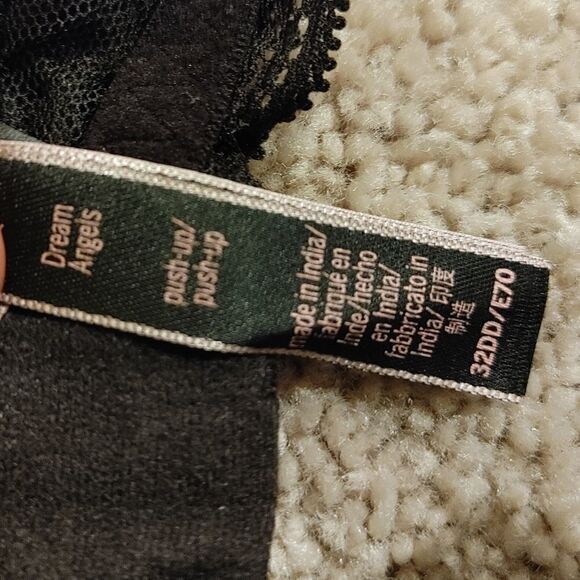 Dream
Angels
push-up/
push-up
made in India/
fabriqué en
Inde/hecho
en India/
fabbricato in
India/ 印度
制造
32DD/E70